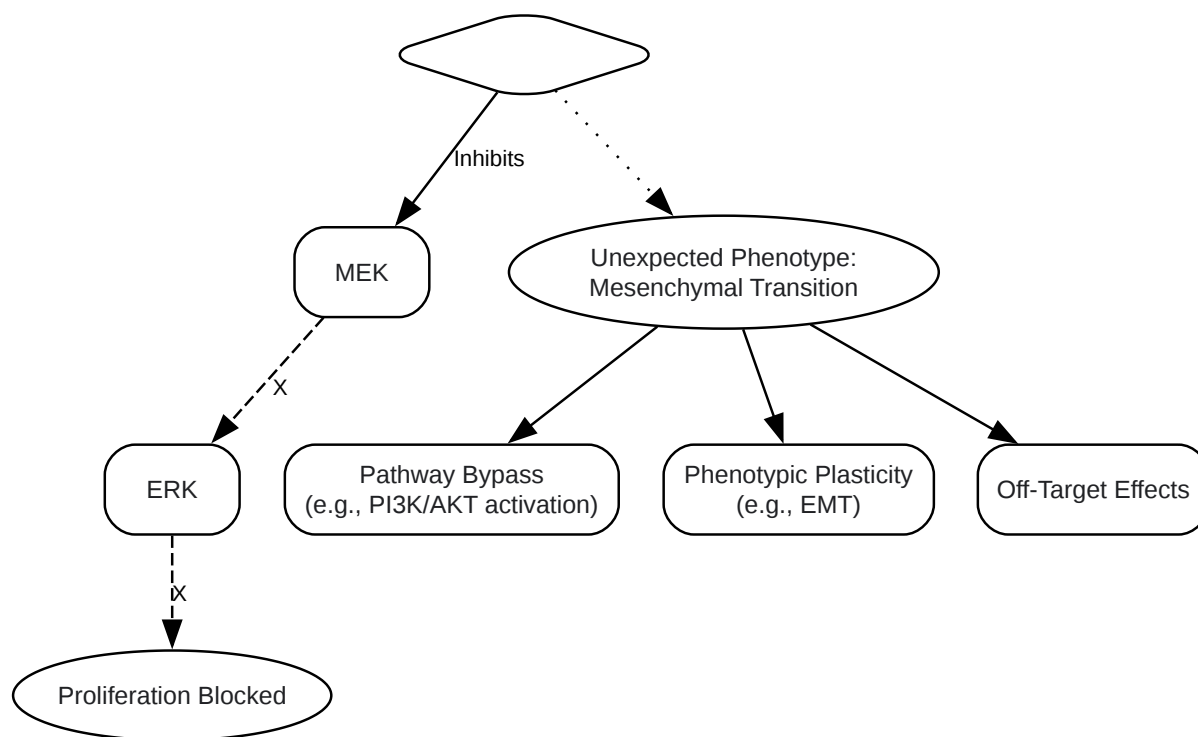 Inhibits
MEK
Unexpected Phenotype:
Mesenchymal Transition
X
ERK
Pathway Bypass
(e.g., PI3K/AKT activation)
Phenotypic Plasticity
(e.g., EMT)
Off-Target Effects
X
Proliferation Blocked